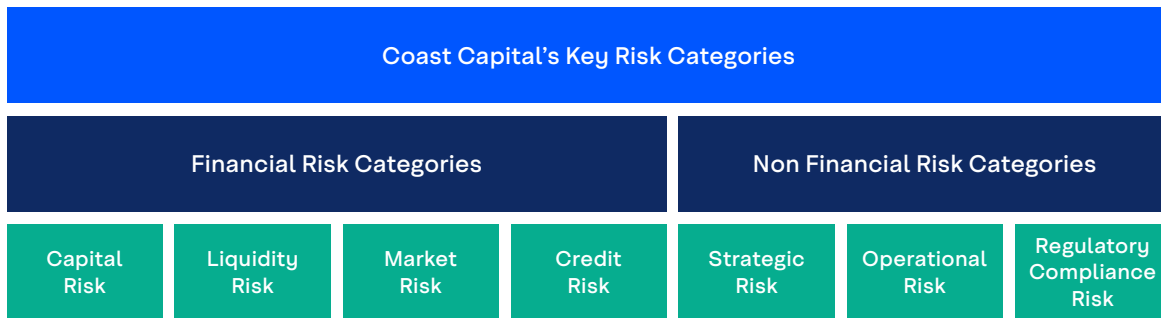 Coast Capital's Key Risk Categories
Financial Risk Categories
Non Financial Risk Categories
Capital
Risk
Liquidity
Risk
Market
Risk
Credit
Risk
Strategic
Risk
Operational
Risk
Regulatory
Compliance
Risk